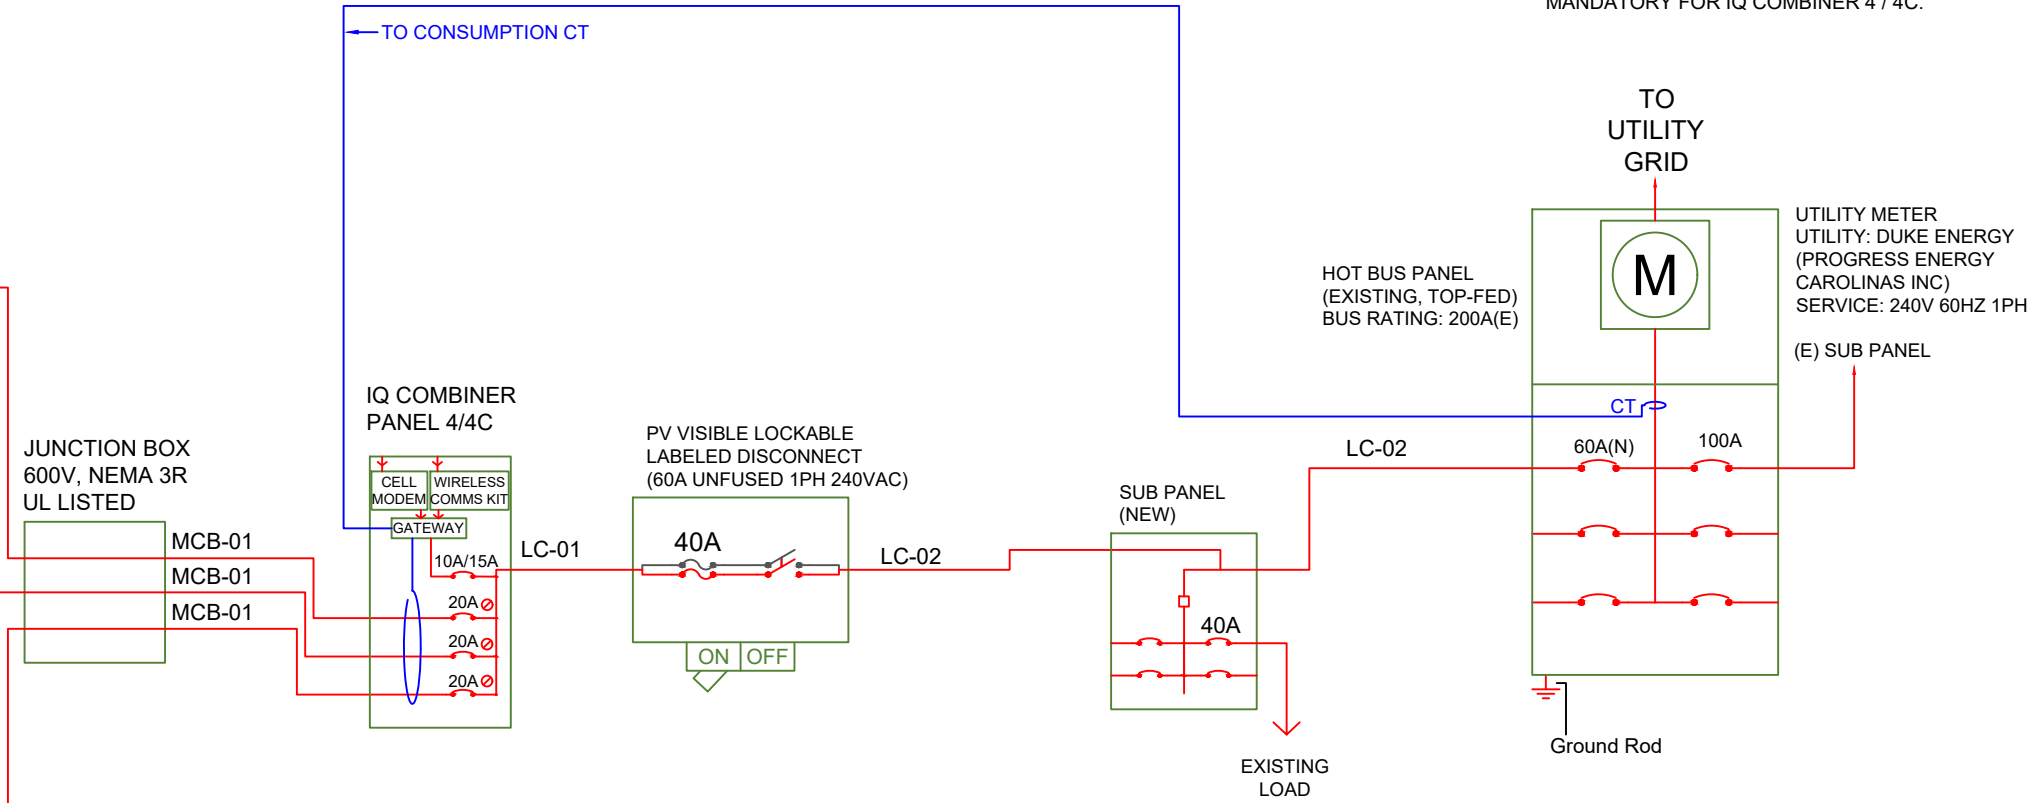 MANDATORY FOR IQ COMBINER 4 / 4C.
TO CONSUMPTION CT
TO
UTILITY
GRID
M
UTILITY METER
UTILITY: DUKE ENERGY
(PROGRESS ENERGY
CAROLINAS INC)
SERVICE: 240V 60HZ 1PH
HOT BUS PANEL
(EXISTING, TOP-FED)
BUS RATING: 200A(E)
(E) SUB PANEL
CT
60A(N)
100A
LC-02
IQ COMBINER
PANEL 4/4C
CELL
MODEM
WIRELESS
COMMS KIT
GATEWAY
10A/15A
20A
20A
20A
JUNCTION BOX
600V, NEMA 3R
UL LISTED
MCB-01
MCB-01
MCB-01
LC-01
PV VISIBLE LOCKABLE
LABELED DISCONNECT
(60A UNFUSED 1PH 240VAC)
40A
ON
OFF
LC-02
SUB PANEL
(NEW)
40A
EXISTING
LOAD
Ground Rod